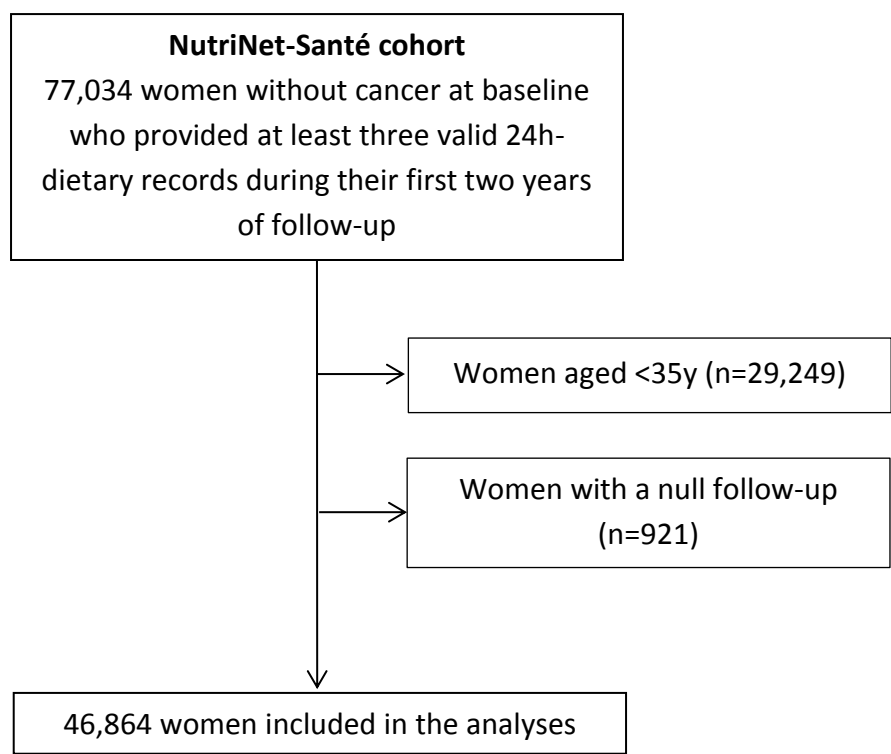 NutriNet-Santé cohort
77,034 women without cancer at baseline
who provided at least three valid 24h-
dietary records during their first two years
of follow-up
Women aged <35y (n=29,249)
Women with a null follow-up
(n=921)
46,864 women included in the analyses